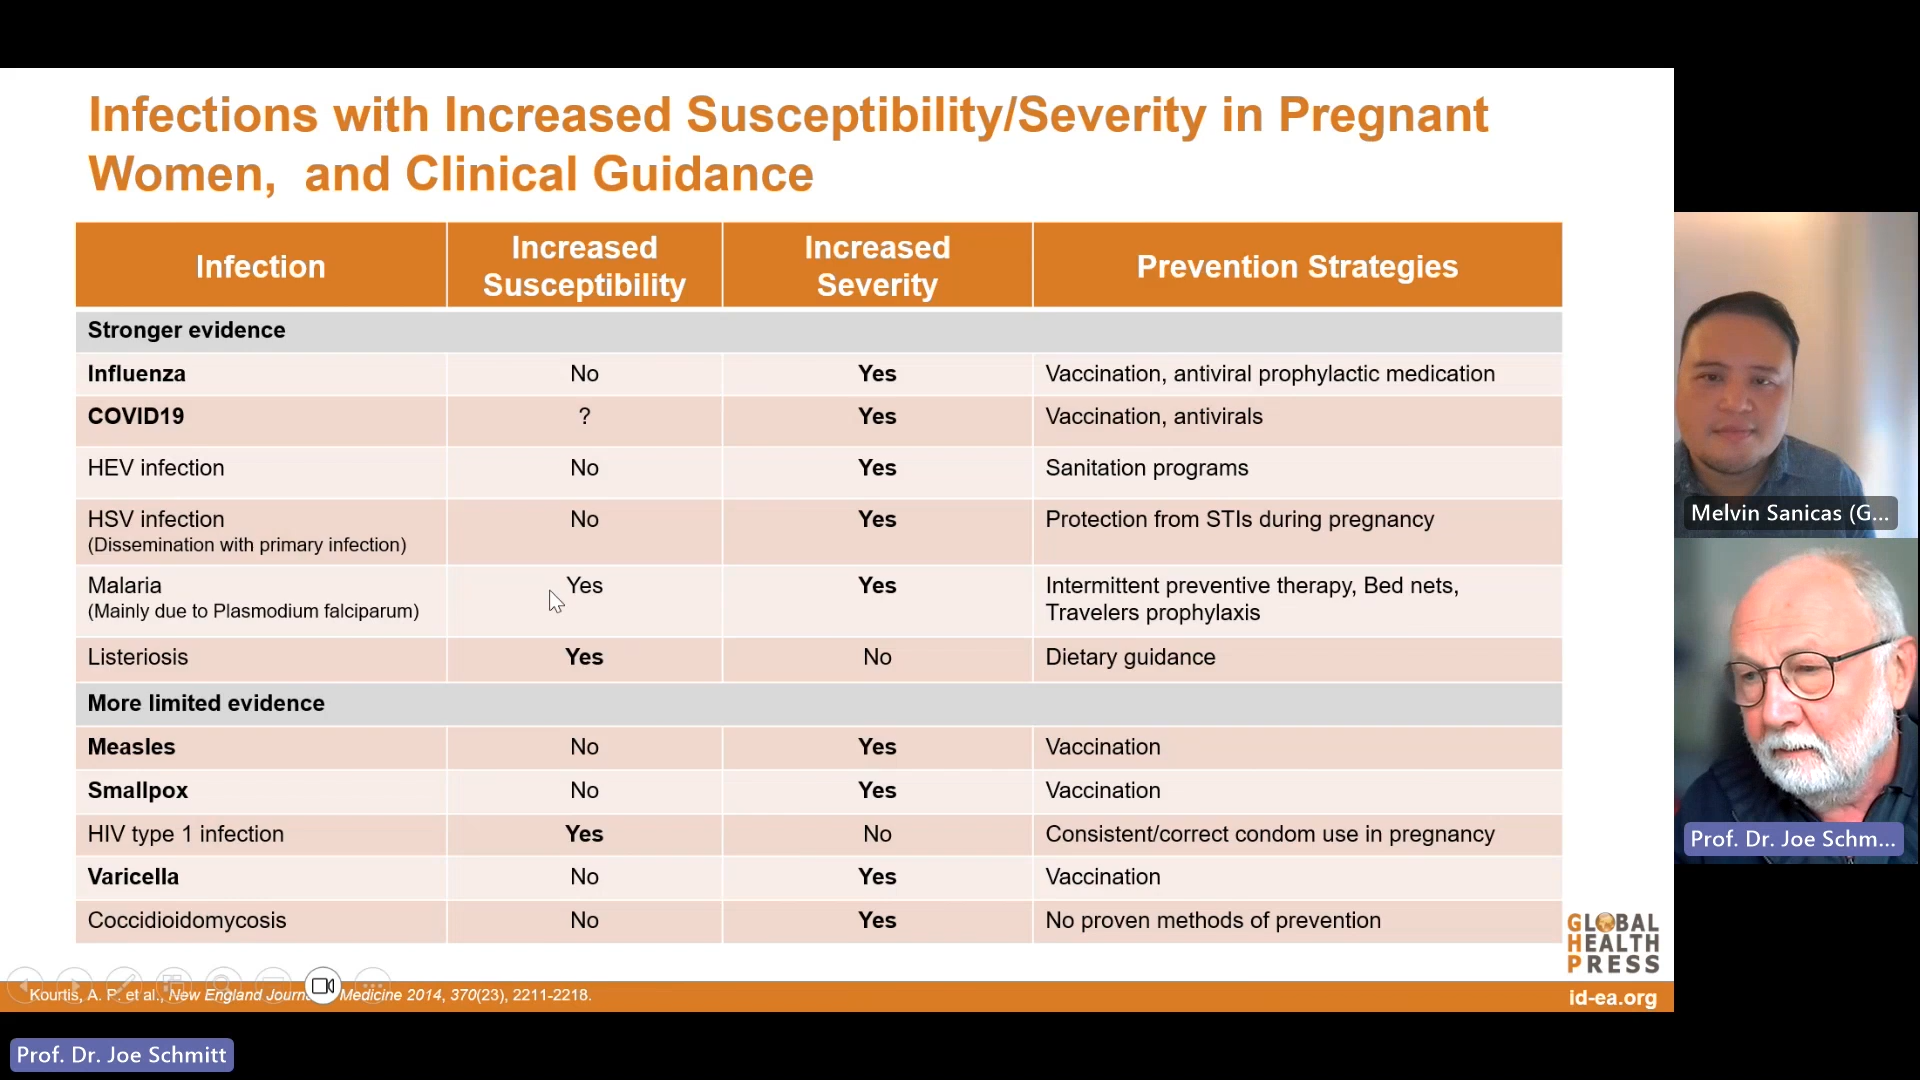 Infections with Increased Susceptibility/Severity in Pregnant
Women, and Clinical Guidance
Infection
Increased
Susceptibility
Increased
Severity
Prevention Strategies
Stronger evidence
Influenza No Yes Vaccination, antiviral prophylactic medication
COVID19 ? Yes Vaccination, antivirals
HEV infection No Yes Sanitation programs
HSV infection No Yes Protection from STIs during pregnancy
(Dissemination with primary infection)
Malaria Yes Yes Intermittent preventive therapy, Bed nets,
(Mainly due to Plasmodium falciparum) Travelers prophylaxis
Listeriosis Yes No Dietary guidance
More limited evidence
Measles No Yes Vaccination
Smallpox No Yes Vaccination
HIV type 1 infection Yes No Consistent/correct condom use in pregnancy
Varicella No Yes Vaccination
Coccidioidomycosis No Yes No proven methods of prevention
Kourtis, A. P. et al., New England Journ Medicine 2014, 370(23), 2211-2218.
GLOBAL
HEALTH
PRESS
id-ea.org
Melvin Sanicas (G...
Prof. Dr. Joe Schm...
Prof. Dr. Joe Schmitt